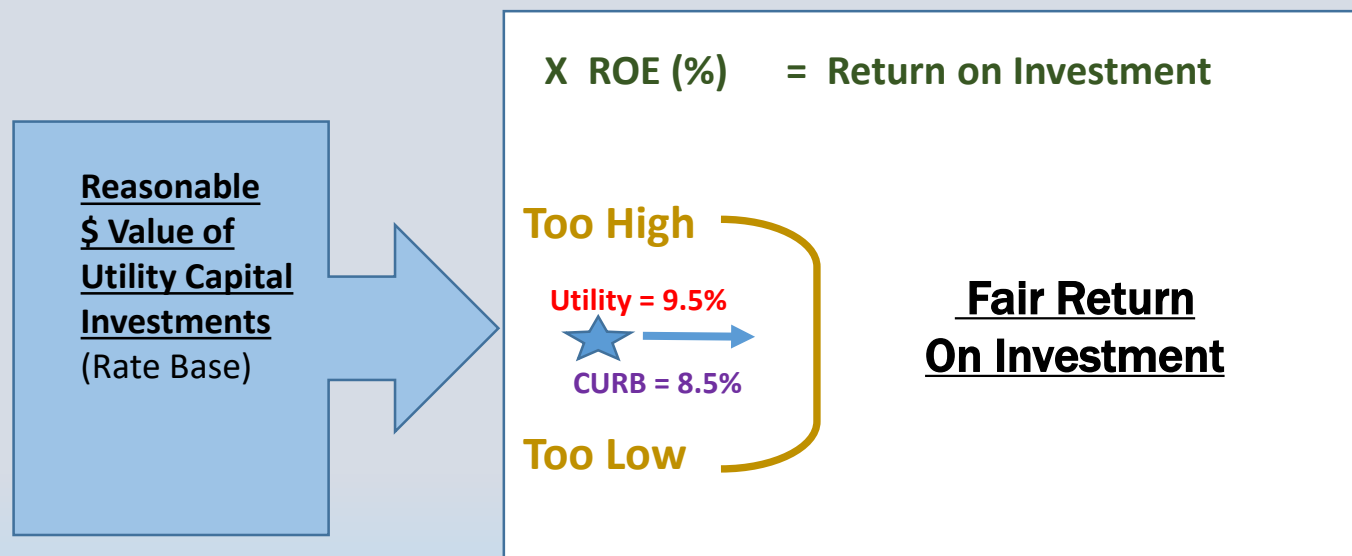 X ROE (%) = Return on Investment
Reasonable
$ Value of
Utility Capital
Investments
(Rate Base)
Too High
Utility = 9.5%
CURB = 8.5%
Too Low
Fair Return
On Investment